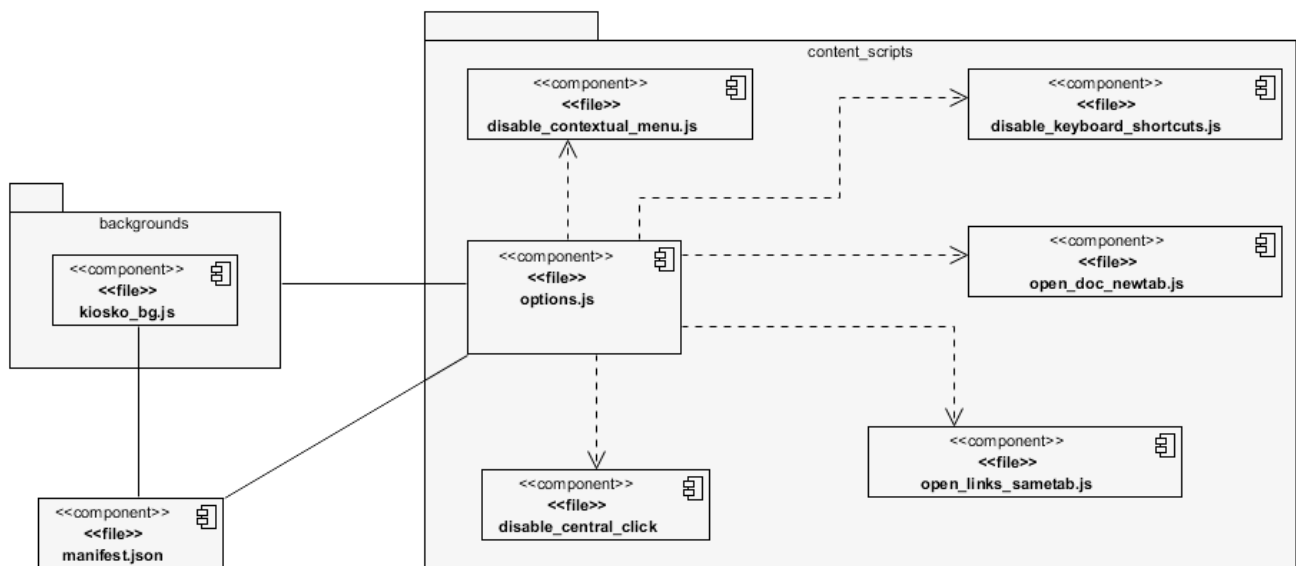 content_scripts
<<component>>
<<file>>
disable_contextual_menu.js
<<component>>
<<file>>
disable_keyboard_shortcuts.js
backgrounds
<<component>>
<<file>>
kiosko_bg.js
<<component>>
<<file>>
options.js
<<component>>
<<file>>
open_doc_newtab.js
<<component>>
<<file>>
open_links_sametab.js
<<component>>
<<file>>
disable_central_click
<<component>>
<<file>>
manifest.json